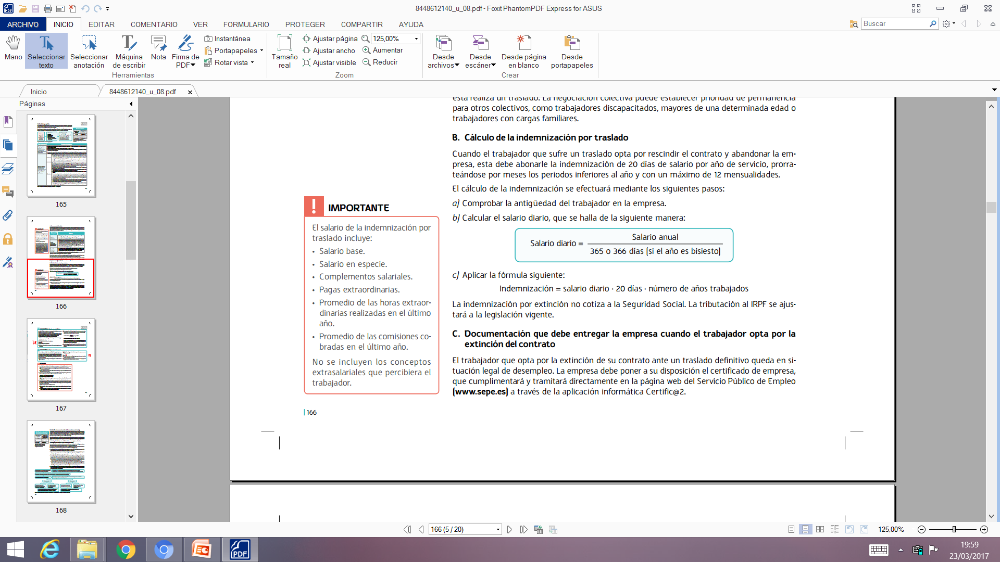 8448612140_u_08.pdf - Foxit PhantomPDF Express for ASUS
ARCHIVO INICIO EDITAR COMENTARIO VER FORMULARIO PROTEGER COMPARTIR AYUDA
Buscar
Mano
Seleccionar texto
Seleccionar anotación
Máquina de escribir
Nota
Firma de PDF
Instantánea
Portapapeles
Rotar vista
Herramientas
Tamaño real
Ajustar página
Ajustar ancho
Ajustar visible
125,00%
Aumentar
Reducir
Zoom
Desde archivos
Desde escáner
Desde página en blanco
Desde portapapeles
Crear
Inicio
8448612140_u_08.pdf
Páginas
165
166
167
168
esta realiza un traslado. La negociación colectiva puede establecer prioridad de permanencia
para otros colectivos, como trabajadores discapacitados, mayores de una determinada edad o
trabajadores con cargas familiares.
B. Cálculo de la indemnización por traslado
Cuando el trabajador que sufre un traslado opta por rescindir el contrato y abandonar la em-
presa, esta debe abonarle la indemnización de 20 días de salario por año de servicio, prorra-
teándose por meses los periodos inferiores al año y con un máximo de 12 mensualidades.
El cálculo de la indemnización se efectuará mediante los siguientes pasos:
a) Comprobar la antigüedad del trabajador en la empresa.
b) Calcular el salario diario, que se halla de la siguiente manera:
Salario diario =
Salario anual
365 o 366 días (si el año es bisiesto)
c) Aplicar la fórmula siguiente:
Indemnización = salario diario · 20 días · número de años trabajados
La indemnización por extinción no cotiza a la Seguridad Social. La tributación al IRPF se ajus-
tará a la legislación vigente.
C. Documentación que debe entregar la empresa cuando el trabajador opta por la
extinción del contrato
El trabajador que opta por la extinción de su contrato ante un traslado definitivo queda en si-
tuación legal de desempleo. La empresa debe poner a su disposición el certificado de empresa,
que cumplimentará y tramitará directamente en la página web del Servicio Público de Empleo
(www.sepe.es) a través de la aplicación informática Certific@2.
! IMPORTANTE
El salario de la indemnización por
traslado incluye:
• Salario base.
• Salario en especie.
• Complementos salariales.
• Pagas extraordinarias.
• Promedio de las horas extraor-
dinarias realizadas en el último
año.
• Promedio de las comisiones co-
bradas en el último año.
No se incluyen los conceptos
extrasalariales que percibiera el
trabajador.
166
166 (5 / 20)
125,00%
PDF
19:59
23/03/2017